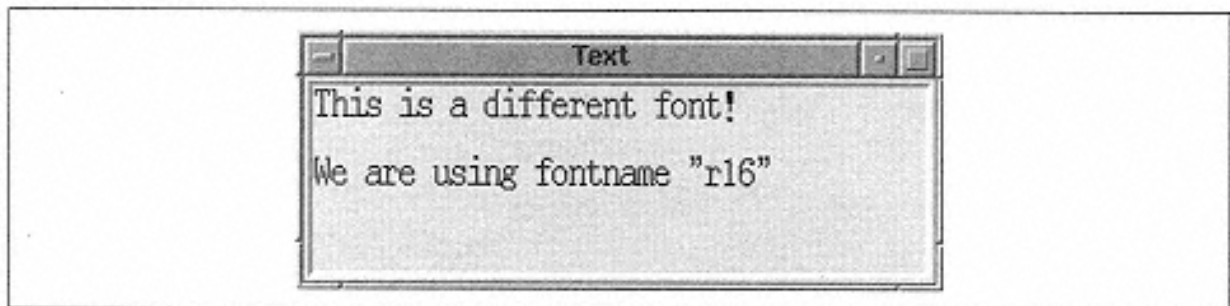 Text
This is a different font!
We are using fontname ”r16”